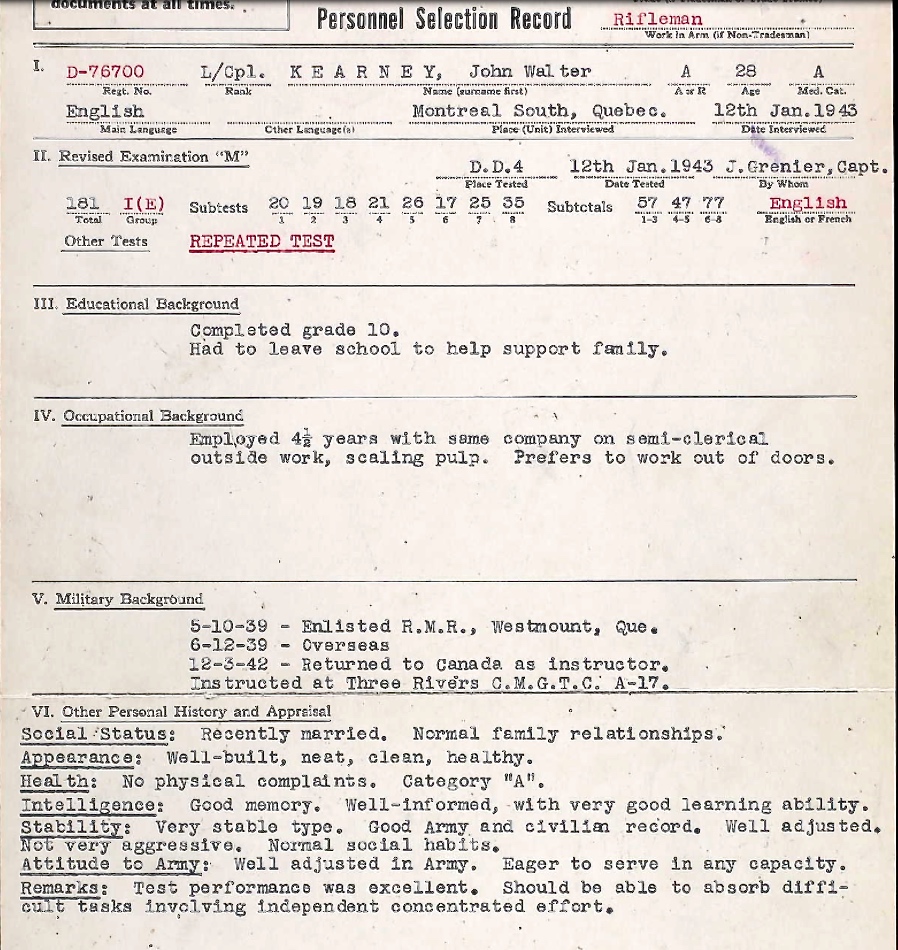 documents at all times.
Personnel Selection Record
Rifleman
Work in Arm (if Non-Tradesman)
I. D-76700 L/Cpl. K E A R N E Y, John Walter A 28 A
Regt. No. Rank Name (surname first) A or R Age Med. Cat.
English Montreal South, Quebec. 12th Jan.1943
Main Language Other Language(s) Place (Unit) Interviewed Date Interviewed
II. Revised Examination "M"
D.D.4 12th Jan.1943 J.Grenier,Capt.
Place Tested Date Tested By Whom
181 I(E) Subtests 20 19 18 21 26 17 25 35 Subtotals 57 47 77 English
Total Group 1 2 3 4 5 6 7 8 1-3 4-5 6-8 English or French
Other Tests REPEATED TEST
III. Educational Background
Completed grade 10.
Had to leave school to help support family.
IV. Occupational Background
Employed 4½ years with same company on semi-clerical
outside work, scaling pulp. Prefers to work out of doors.
V. Military Background
5-10-39 - Enlisted R.M.R., Westmount, Que.
6-12-39 - Overseas
12-3-42 - Returned to Canada as instructor.
Instructed at Three Rivers C.M.G.T.C. A-17.
VI. Other Personal History and Appraisal
Social Status: Recently married. Normal family relationships.
Appearance: Well-built, neat, clean, healthy.
Health: No physical complaints. Category "A".
Intelligence: Good memory. Well-informed, with very good learning ability.
Stability: Very stable type. Good Army and civilian record. Well adjusted.
Not very aggressive. Normal social habits.
Attitude to Army: Well adjusted in Army. Eager to serve in any capacity.
Remarks: Test performance was excellent. Should be able to absorb diffi-
cult tasks involving independent concentrated effort.